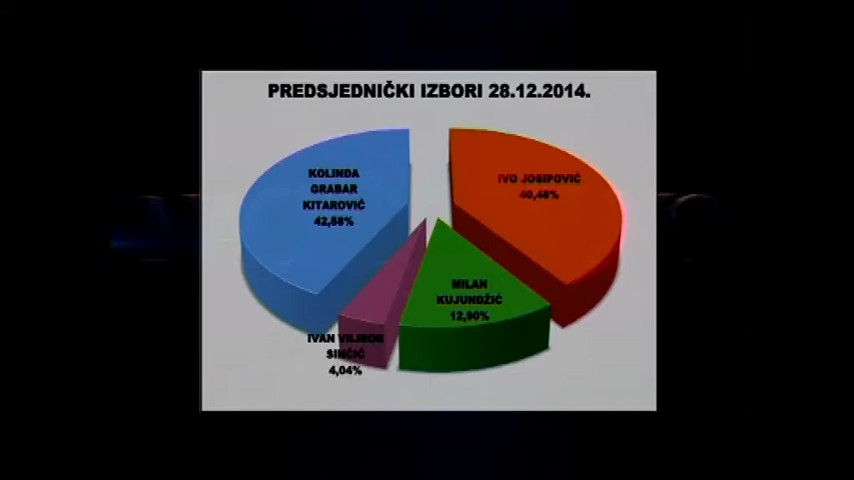 PREDSJEDNIČKI IZBORI 28.12.2014.
KOLINDA
GRABAR
KITAROVIĆ
42,58%
IVO JOSIPOVIĆ
40,48%
MILAN
KUJUNDŽIĆ
12,90%
IVAN VILIBOR
SINČIĆ
4,04%